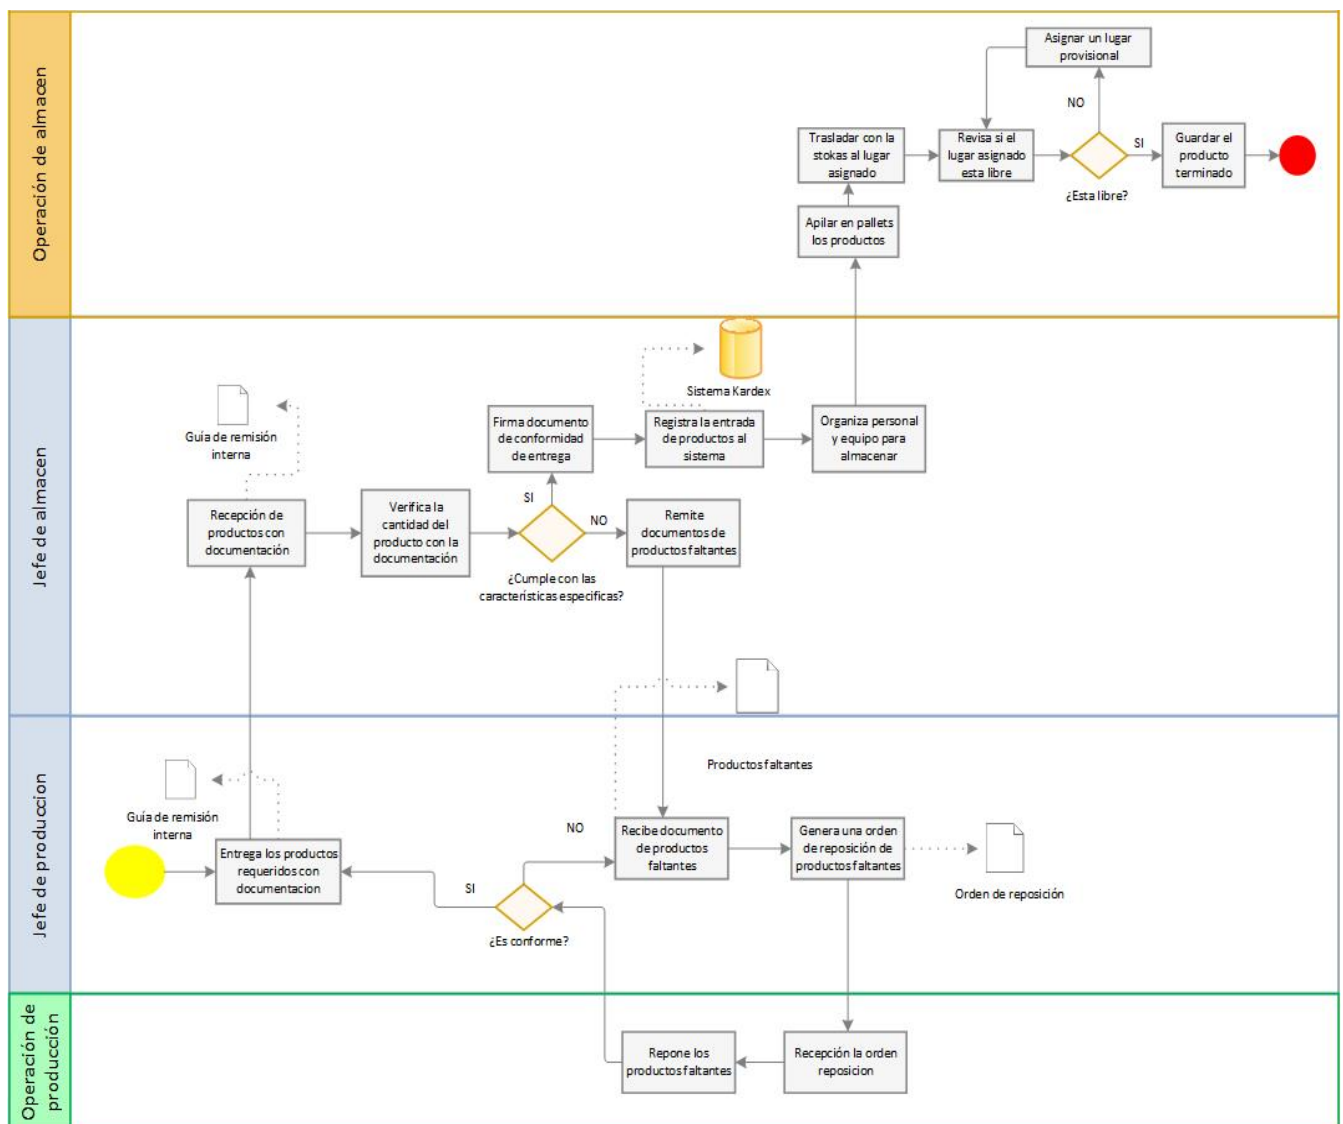 Operación de almacen
Asignar un lugar
provisional
NO
Trasladar con la
stokas al lugar
asignado
Revisa si el
lugar asignado
esta libre
SI
¿Esta libre?
Guardar el
producto
terminado
Apilar en pallets
los productos
Jefe de almacen
Sistema Kardex
Guía de remisión
interna
Firma documento
de conformidad
de entrega
Registra la entrada
de productos al
sistema
Organiza personal
y equipo para
almacenar
Recepción de
productos con
documentación
Verifica la
cantidad del
producto con la
documentación
SI
NO
¿Cumple con las
características especificas?
Remite
documentos de
productos faltantes
Jefe de produccion
Productos faltantes
Guía de remisión
interna
Entrega los productos
requeridos con
documentacion
SI
NO
¿Es conforme?
Recibe documento
de productos
faltantes
Genera una orden
de reposición de
productos faltantes
Orden de reposición
Operación de
producción
Repone los
productos faltantes
Recepción la orden
reposicion